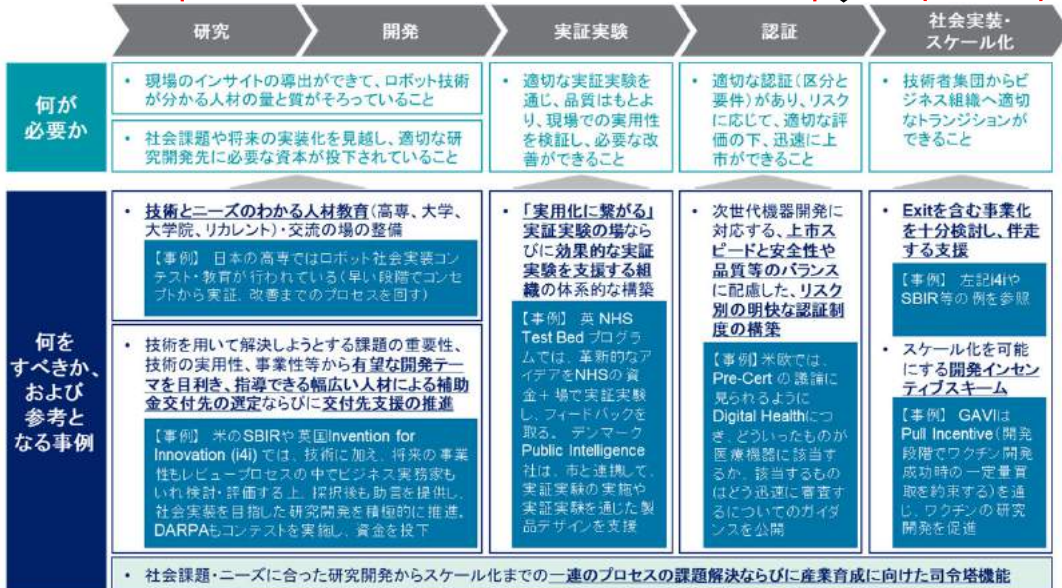 研究
開発
実証実験
認証
社会実装・
スケール化
何が
必要か
• 現場のインサイトの導出ができて、ロボット技術
が分かる人材の量と質がそろっていること
• 社会課題や将来の実装化を見越し、適切な研
究開発先に必要な資本が投下されていること
• 適切な実証実験を
通じ、品質はもとよ
り、現場での実用性
を検証し、必要な改
善ができること
• 適切な認証(区分と
要件)があり、リスク
に応じて、適切な評
価の下、迅速に上
市ができること
• 技術者集団からビ
ジネス組織へ適切
なトランジションが
できること
何を
すべきか、
および
参考と
なる事例
• 技術とニーズのわかる人材教育(高専、大学、
大学院、リカレント)・交流の場の整備
【事例】 日本の高専ではロボット社会実装コン
テスト・教育が行われている(早い段階でコンセ
プトから実証、改善までのプロセスを回す)
• 技術を用いて解決しようとする課題の重要性、
技術の実用性、事業性等から有望な開発テー
マを目利き、指導できる幅広い人材による補助
金交付先の選定ならびに交付先支援の推進
【事例】 米のSBIRや英国Invention for
Innovation (i4i) では、技術に加え、将来の事業
性もレビュープロセスの中でビジネス実務家も
いれ検討・評価する上、採択後も助言を提供し、
社会実装を目指した研究開発を積極的に推進。
DARPAもコンテストを実施し、資金を投下
• 「実用化に繋がる」
実証実験の場なら
びに効果的な実証
実験を支援する組
織の体系的な構築
【事例】 英 NHS
Test Bed プログラ
ムでは、革新的なア
イデアをNHSの資
金+場で実証実験
し、フィードバックを
取る。 デンマーク
Public Intelligence
社は、市と連携して、
実証実験の実施や
実証実験を通じた製
品デザインを支援
• 次世代機器開発に
対応する、上市ス
ピードと安全性や
品質等のバランス
に配慮した、リスク
別の明快な認証制
度の構築
【事例】米欧では、
Pre-Cert の議論に
見られるように
Digital Healthにつ
き、どういったものが
医療機器に該当す
るか、該当するもの
はどう迅速に審査す
るについてのガイダ
ンスを公開
• Exitを含む事業化
を十分検討し、伴走
する支援
【事例】 左記i4iや
SBIR等の例を参照
• スケール化を可能
にする開発インセン
ティブスキーム
【事例】 GAVIは
Pull Incentive(開発
段階でワクチン開発
成功時の一定量買
取を約束する)を通
じ、ワクチンの研究
開発を促進
• 社会課題・ニーズに合った研究開発からスケール化までの一連のプロセスの課題解決ならびに産業育成に向けた司令塔機能